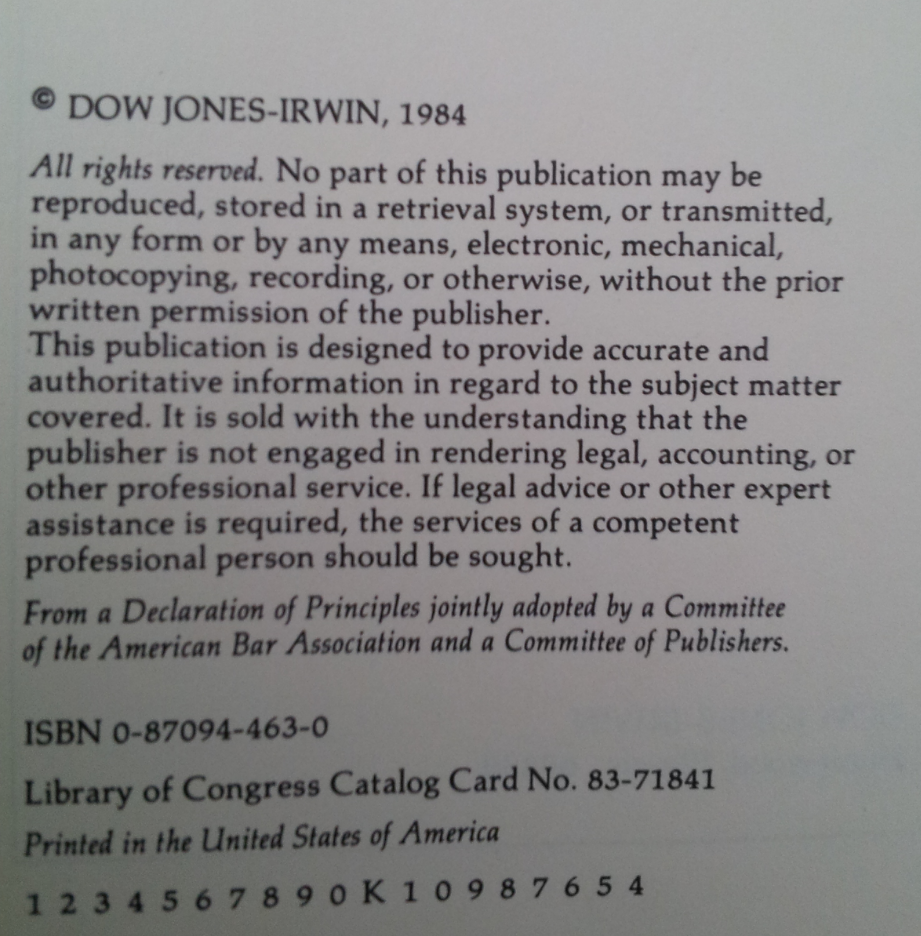 © DOW JONES-IRWIN, 1984
All rights reserved. No part of this publication may be
reproduced, stored in a retrieval system, or transmitted,
in any form or by any means, electronic, mechanical,
photocopying, recording, or otherwise, without the prior
written permission of the publisher.
This publication is designed to provide accurate and
authoritative information in regard to the subject matter
covered. It is sold with the understanding that the
publisher is not engaged in rendering legal, accounting, or
other professional service. If legal advice or other expert
assistance is required, the services of a competent
professional person should be sought.
From a Declaration of Principles jointly adopted by a Committee
of the American Bar Association and a Committee of Publishers.
ISBN 0-87094-463-0
Library of Congress Catalog Card No. 83-71841
Printed in the United States of America
1 2 3 4 5 6 7 8 9 0 K 1 0 9 8 7 6 5 4